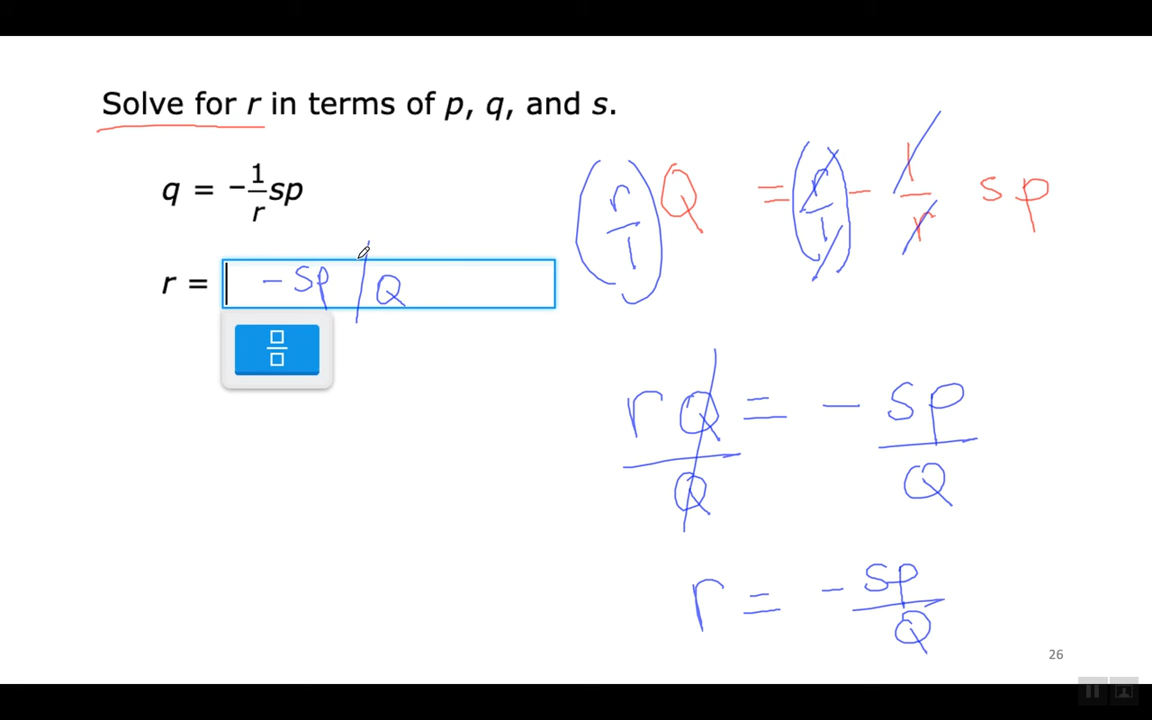 Solve for r in terms of p, q, and s.
q = -1/r sp
(r/1) Q = (r/1) - 1/r sp
r = -sp / Q
rQ/Q = - sp/Q
r = - sp/Q
26